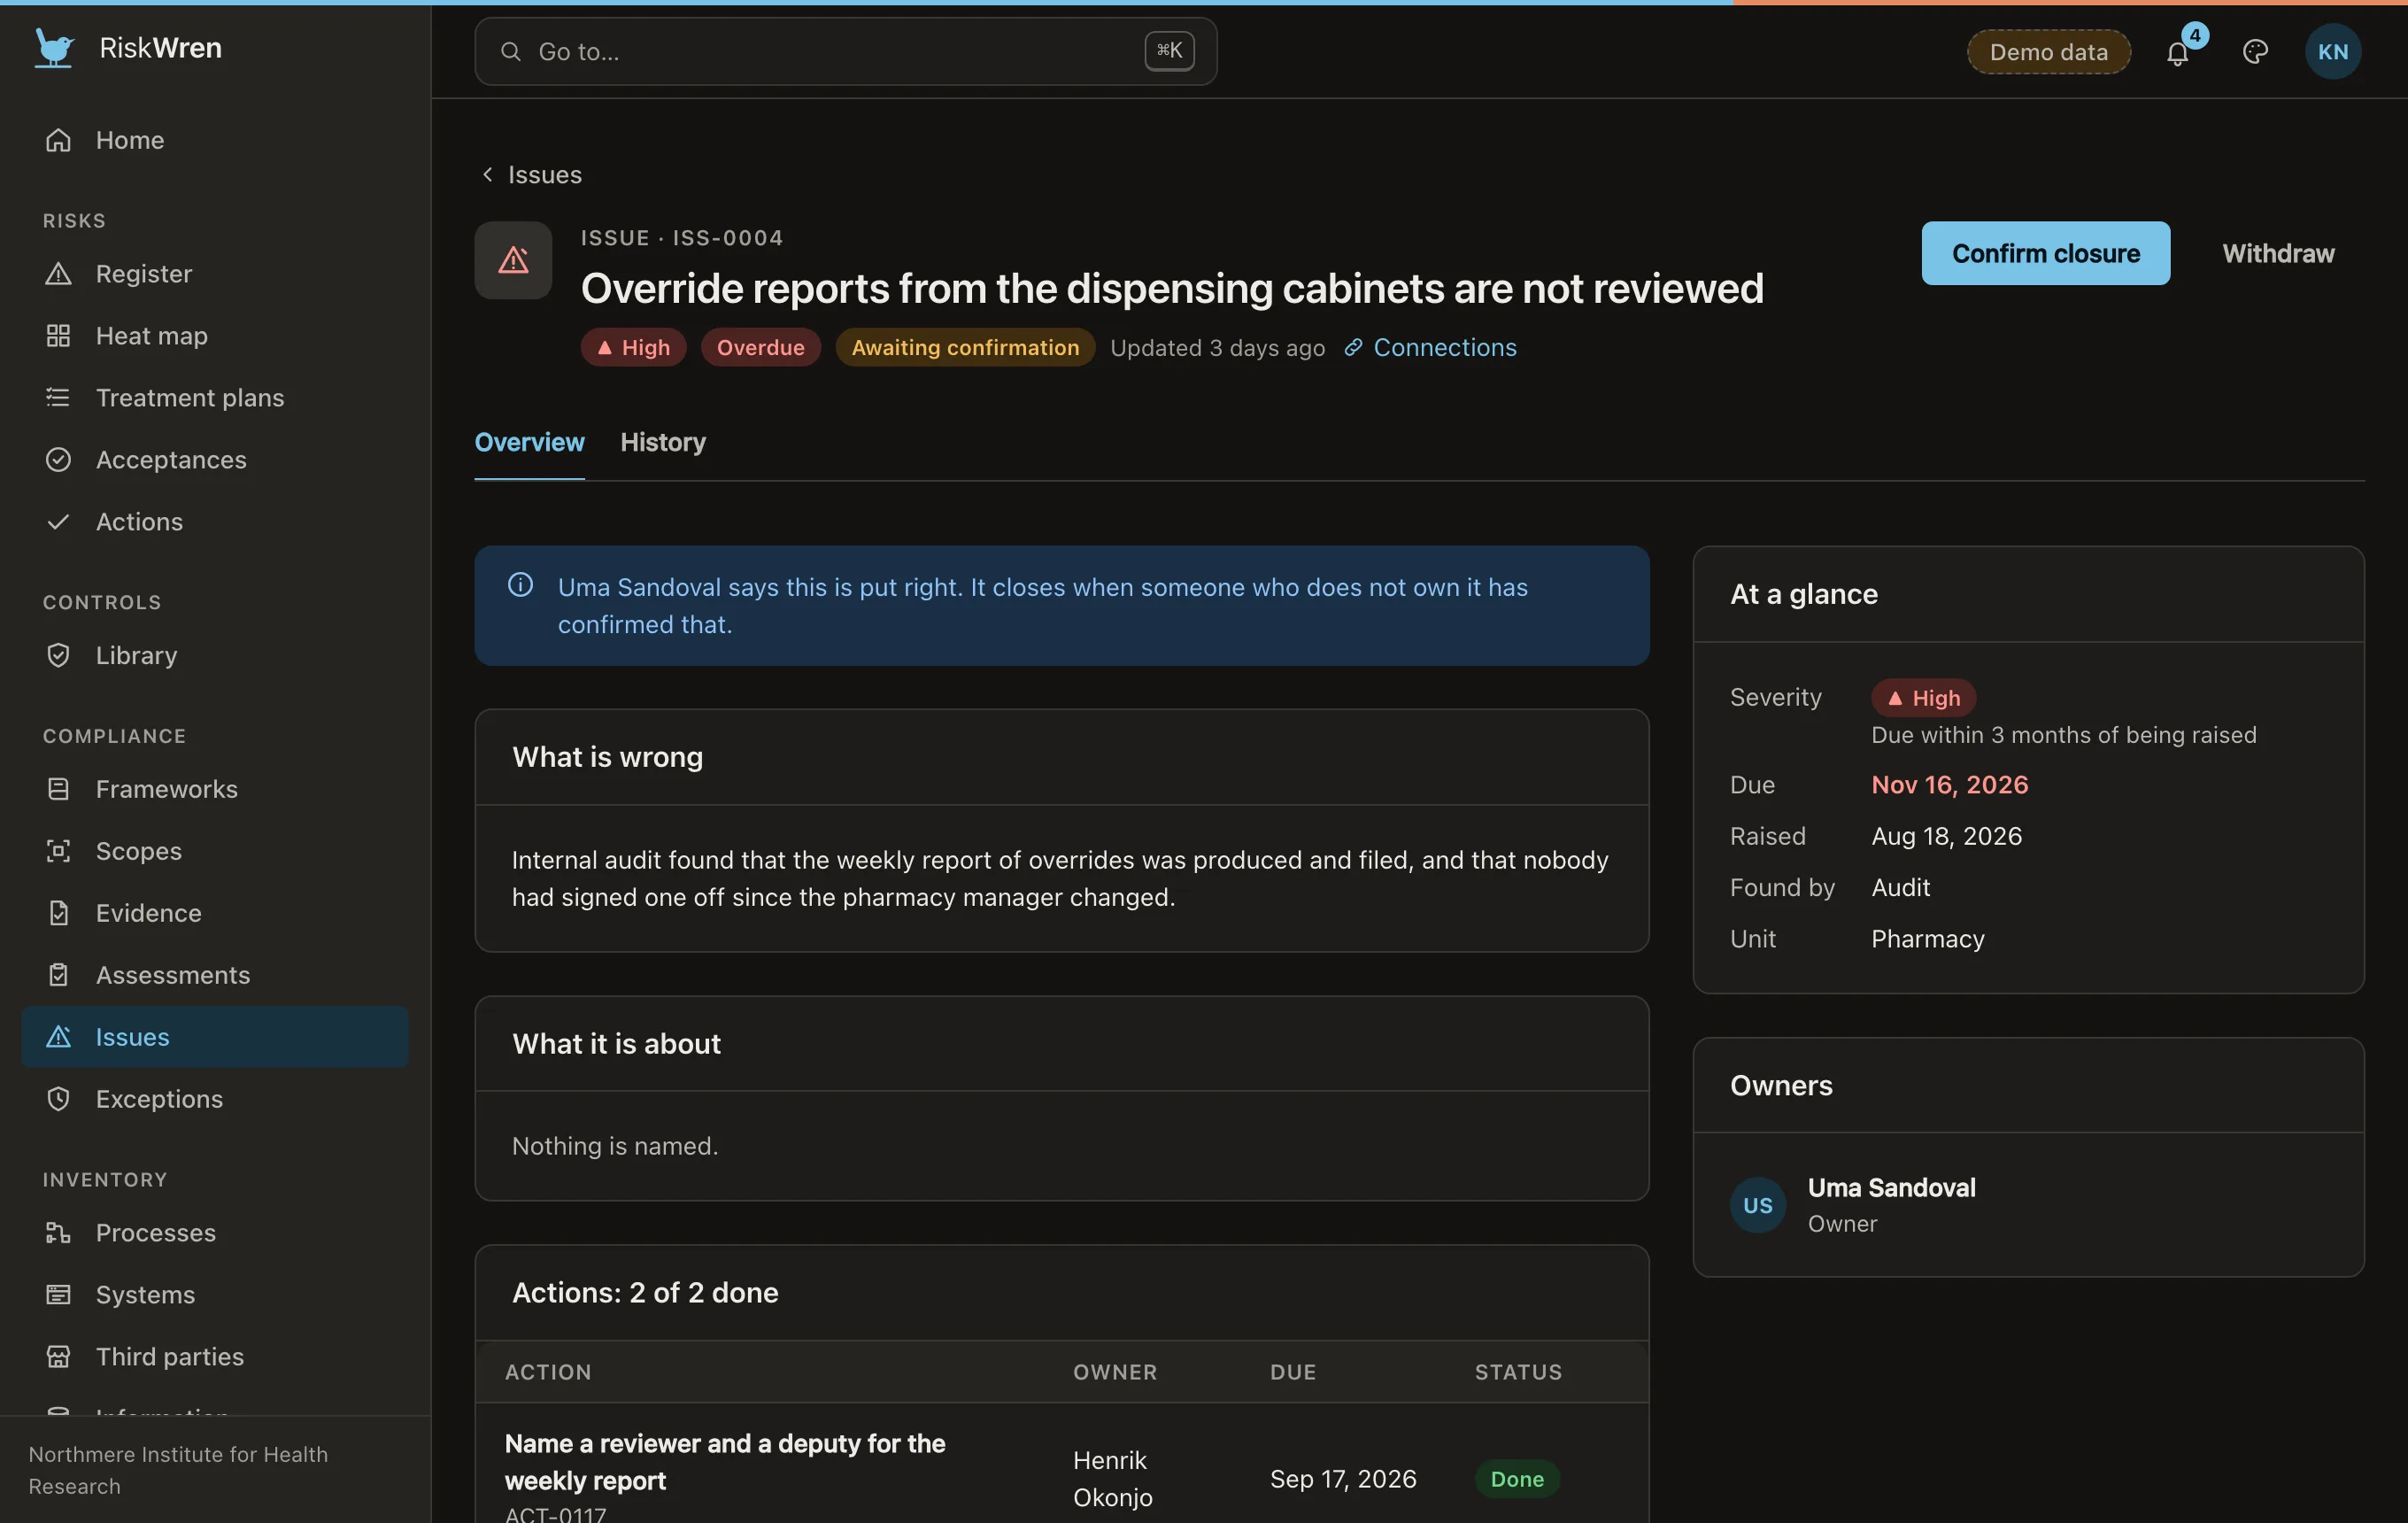 RiskWren
Go to...
⌘K
Demo data
4
KN
Home
RISKS
Register
Heat map
Treatment plans
Acceptances
Actions
CONTROLS
Library
COMPLIANCE
Frameworks
Scopes
Evidence
Assessments
Issues
Exceptions
INVENTORY
Processes
Systems
Third parties
Information
Northmere Institute for Health
Research
Issues
ISSUE · ISS-0004
Override reports from the dispensing cabinets are not reviewed
Confirm closure
Withdraw
High
Overdue
Awaiting confirmation
Updated 3 days ago
Connections
Overview
History
Uma Sandoval says this is put right. It closes when someone who does not own it has
confirmed that.
What is wrong
Internal audit found that the weekly report of overrides was produced and filed, and that nobody
had signed one off since the pharmacy manager changed.
What it is about
Nothing is named.
Actions: 2 of 2 done
ACTION OWNER DUE STATUS
Name a reviewer and a deputy for the
weekly report
ACT-0117
Henrik
Okonjo
Sep 17, 2026
Done
At a glance
Severity High
Due within 3 months of being raised
Due Nov 16, 2026
Raised Aug 18, 2026
Found by Audit
Unit Pharmacy
Owners
US
Uma Sandoval
Owner